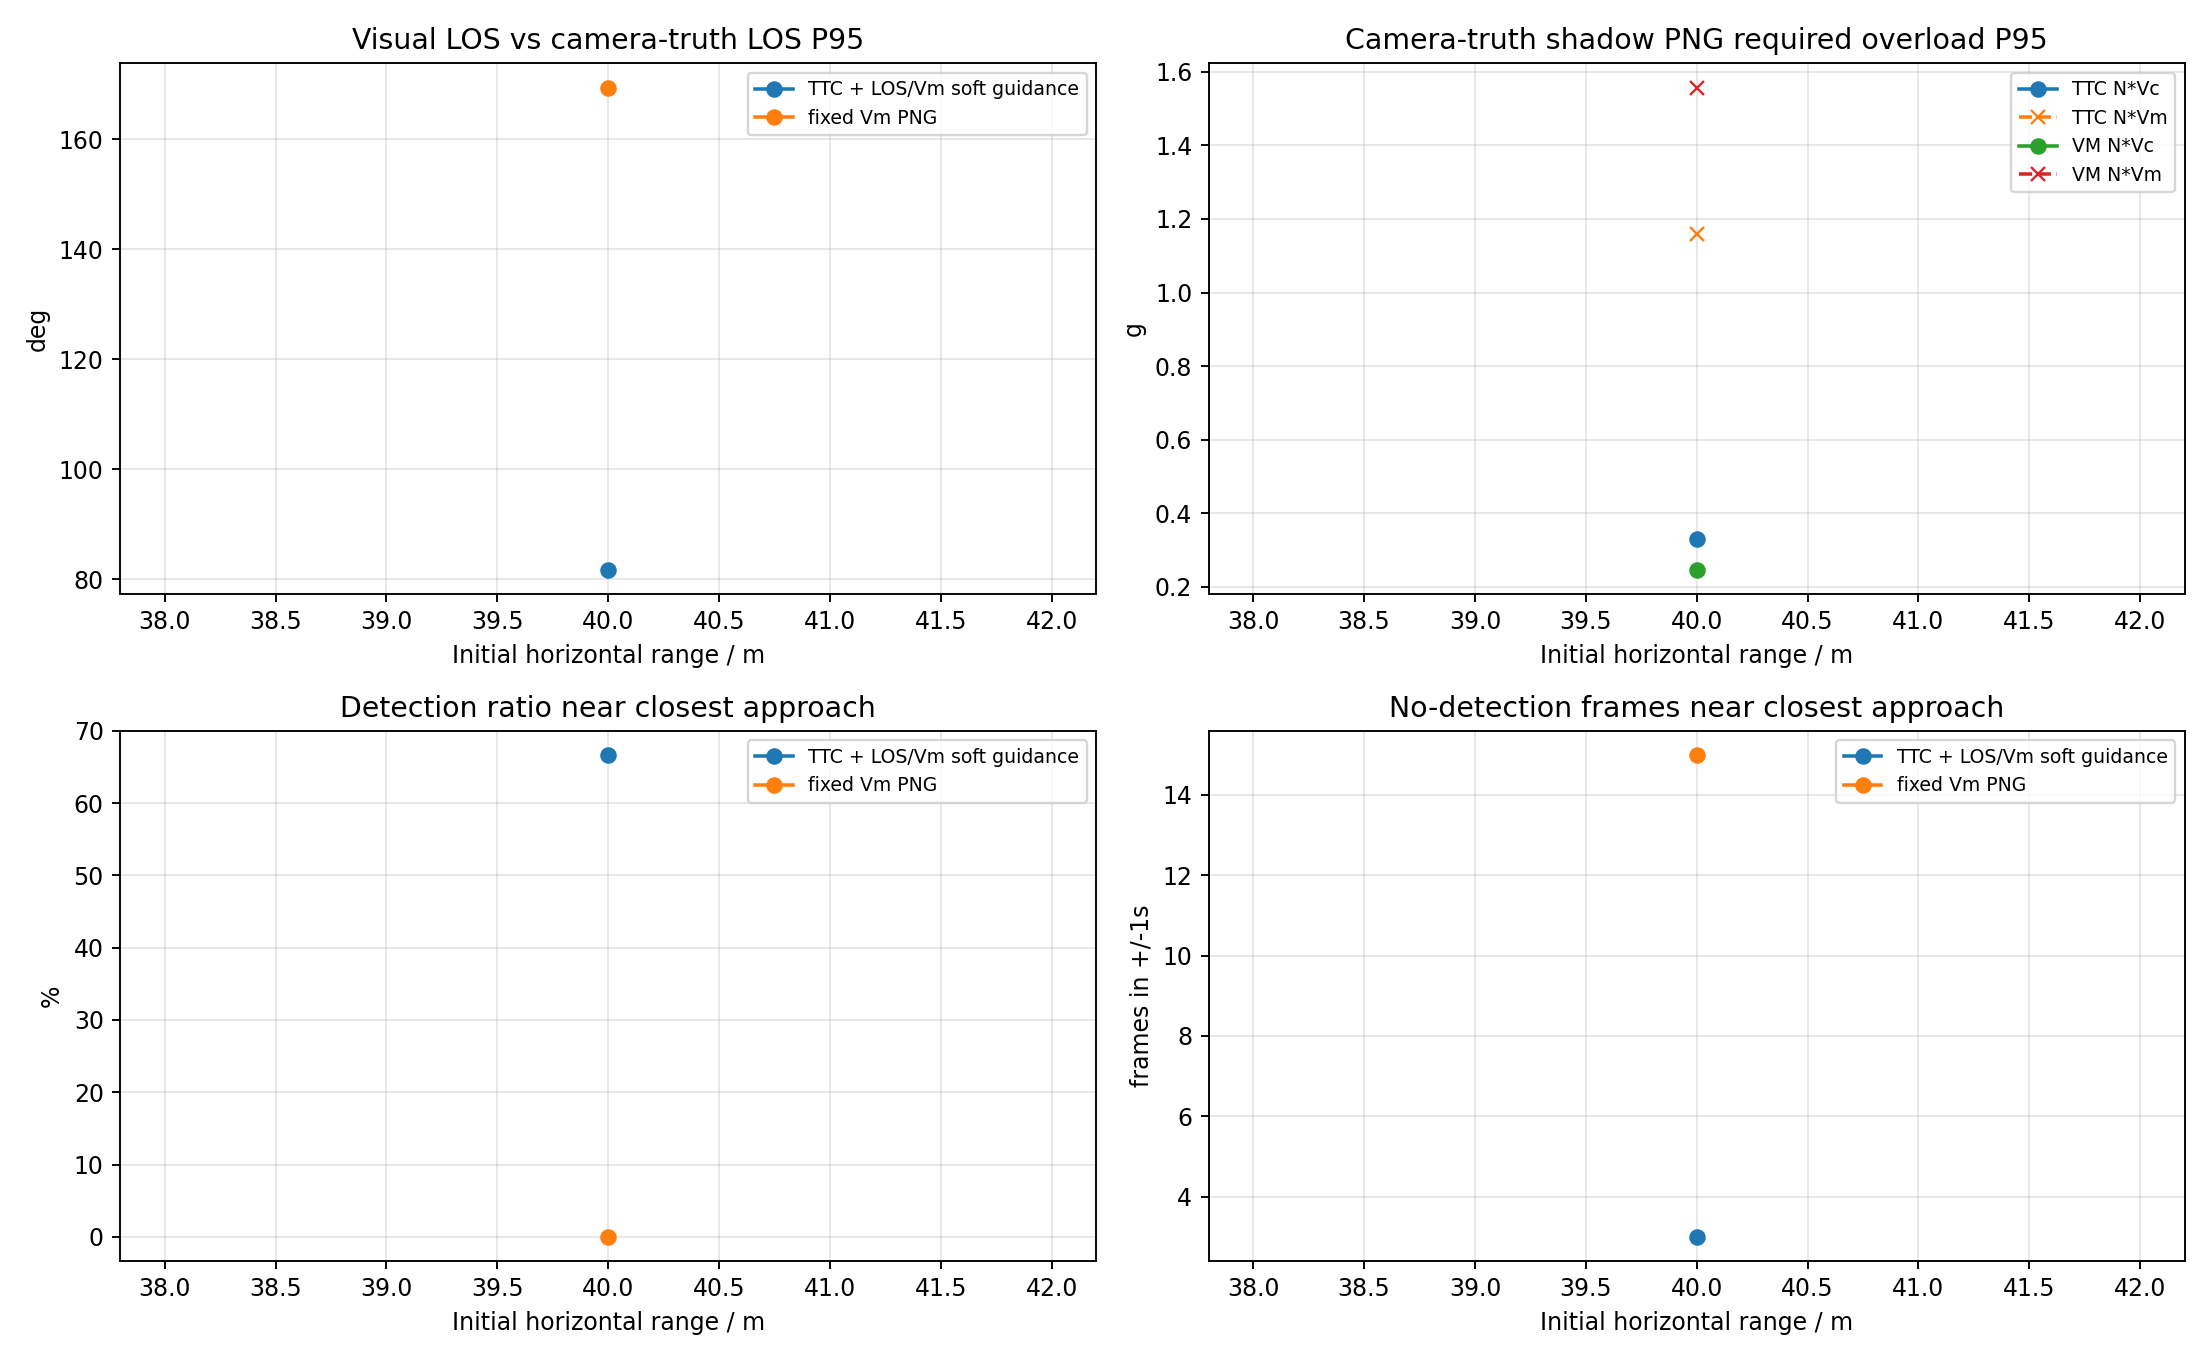 Visual LOS vs camera-truth LOS P95
TTC + LOS/Vm soft guidance
fixed Vm PNG
deg
160
140
120
100
80
38.0 38.5 39.0 39.5 40.0 40.5 41.0 41.5 42.0
Initial horizontal range / m
Camera-truth shadow PNG required overload P95
TTC N*Vc
TTC N*Vm
VM N*Vc
VM N*Vm
g
1.6
1.4
1.2
1.0
0.8
0.6
0.4
0.2
38.0 38.5 39.0 39.5 40.0 40.5 41.0 41.5 42.0
Initial horizontal range / m
Detection ratio near closest approach
TTC + LOS/Vm soft guidance
fixed Vm PNG
%
70
60
50
40
30
20
10
0
38.0 38.5 39.0 39.5 40.0 40.5 41.0 41.5 42.0
Initial horizontal range / m
No-detection frames near closest approach
TTC + LOS/Vm soft guidance
fixed Vm PNG
frames in +/-1s
14
12
10
8
6
4
38.0 38.5 39.0 39.5 40.0 40.5 41.0 41.5 42.0
Initial horizontal range / m